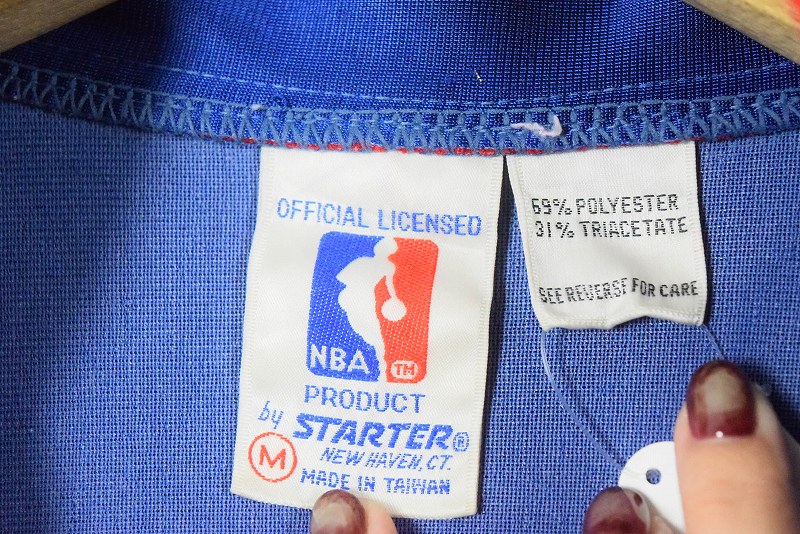 OFFICIAL LICENSED
NBA TM
PRODUCT
by STARTER®
M
NEW HAVEN, CT.
MADE IN TAIWAN
69% POLYESTER
31% TRIACETATE
SEE REVERSE FOR CARE